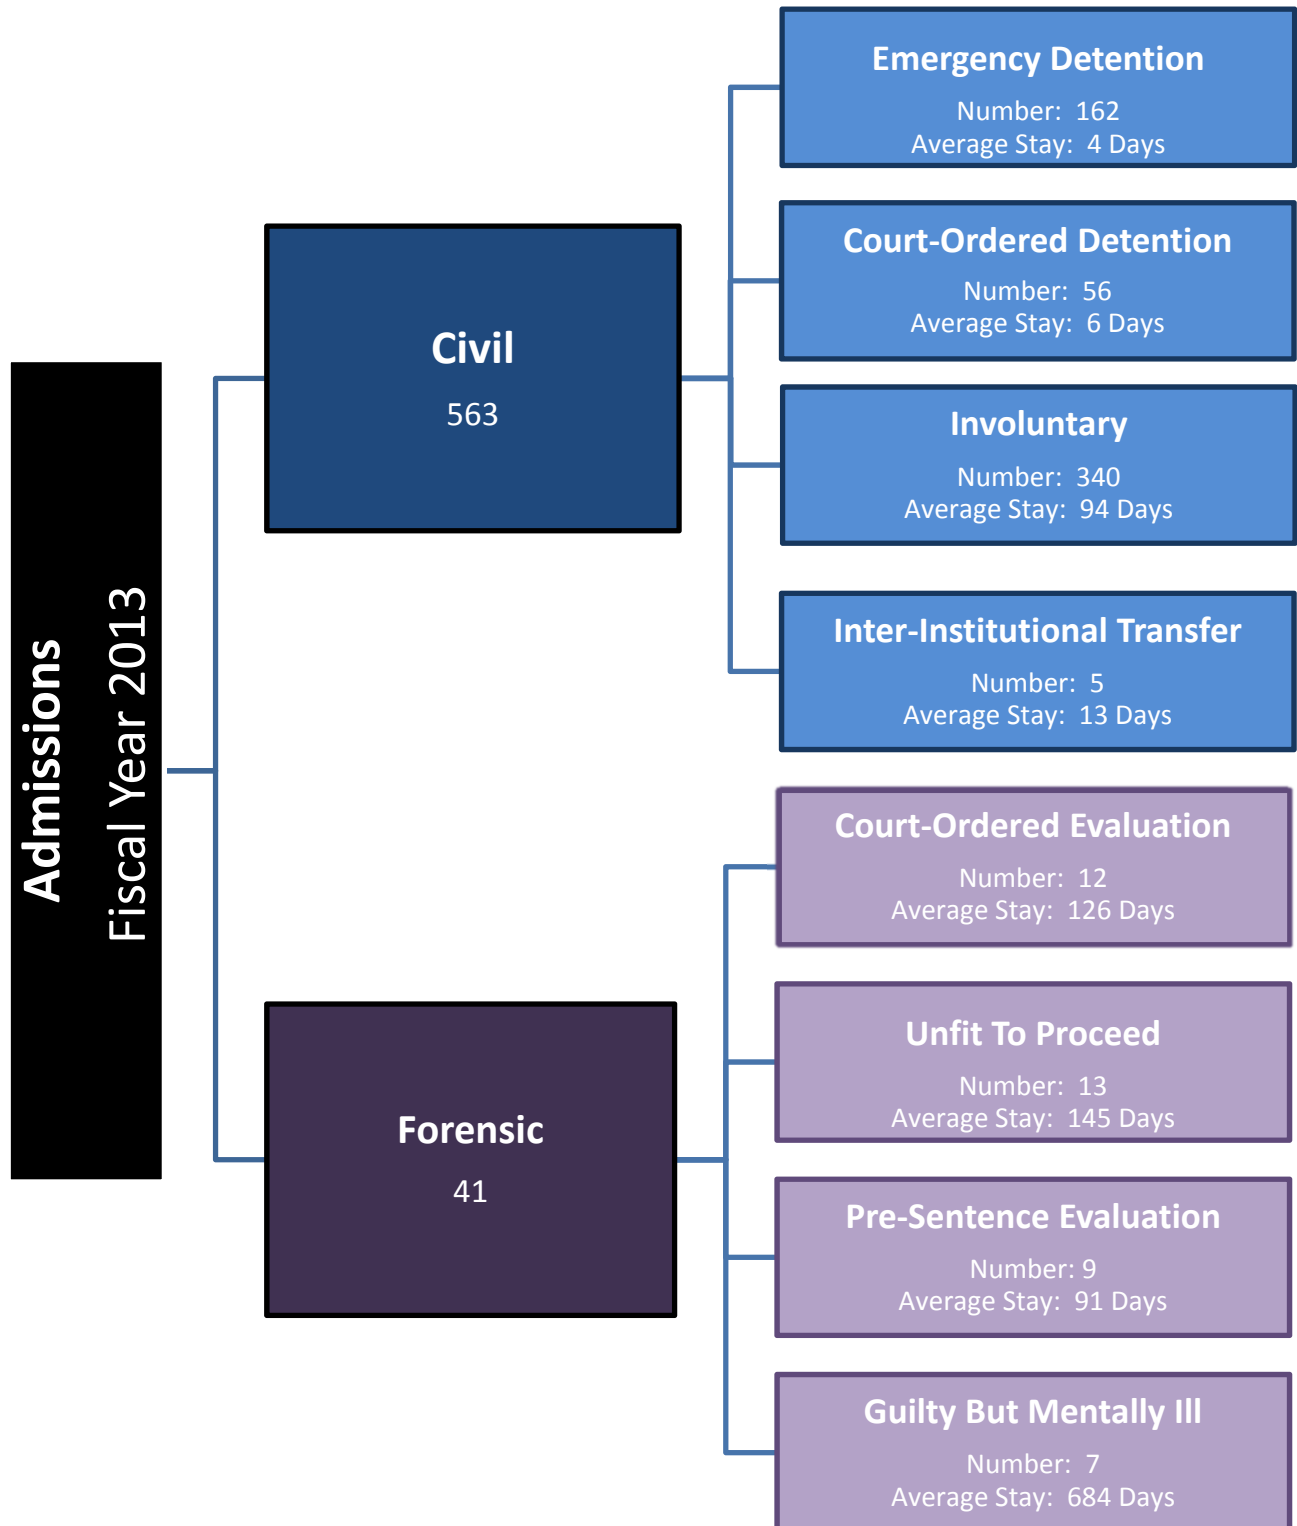 Admissions
Fiscal Year 2013
Civil
563
Emergency Detention
Number: 162
Average Stay: 4 Days
Court-Ordered Detention
Number: 56
Average Stay: 6 Days
Involuntary
Number: 340
Average Stay: 94 Days
Inter-Institutional Transfer
Number: 5
Average Stay: 13 Days
Forensic
41
Court-Ordered Evaluation
Number: 12
Average Stay: 126 Days
Unfit To Proceed
Number: 13
Average Stay: 145 Days
Pre-Sentence Evaluation
Number: 9
Average Stay: 91 Days
Guilty But Mentally Ill
Number: 7
Average Stay: 684 Days